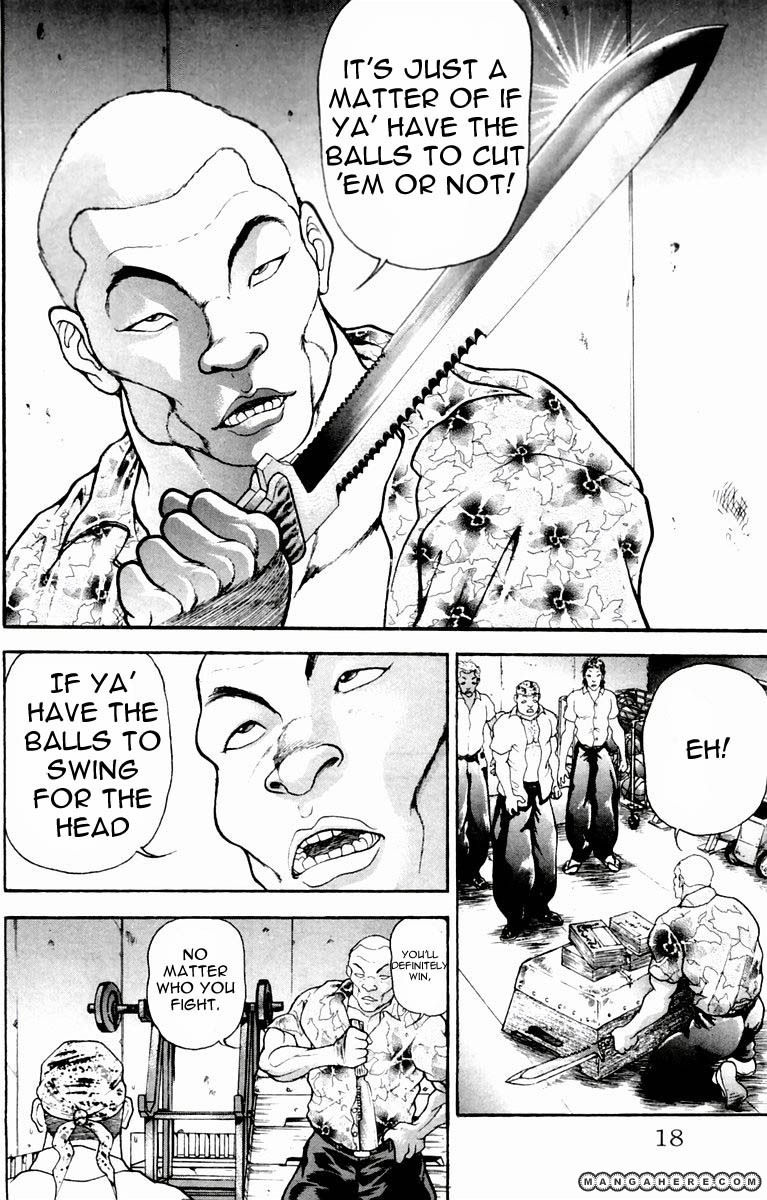 IT'S JUST A
MATTER OF IF
YA' HAVE THE
BALLS TO CUT
'EM OR NOT!
EH!
IF YA'
HAVE THE
BALLS TO
SWING
FOR THE
HEAD
YOU'LL
DEFINITELY
WIN,
NO
MATTER
WHO YOU
FIGHT.
18
MANGAHERE.COM